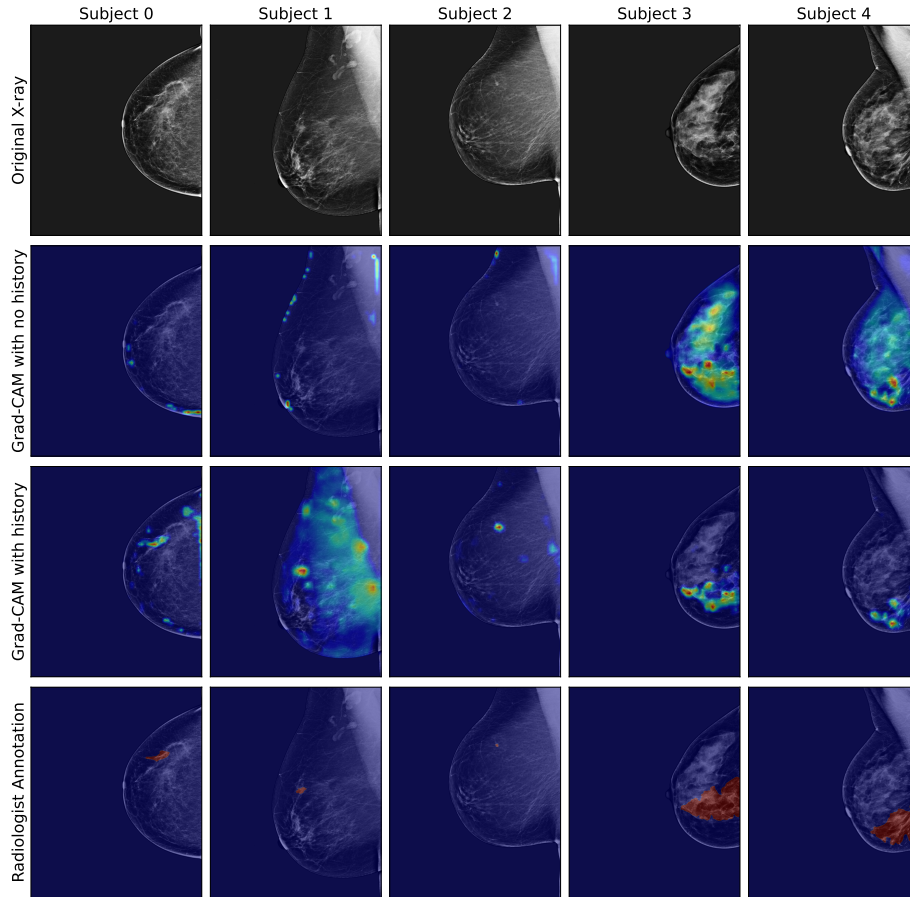 Subject 0
Subject 1
Subject 2
Subject 3
Subject 4
Original X-ray
Grad-CAM with no history
Grad-CAM with history
Radiologist Annotation